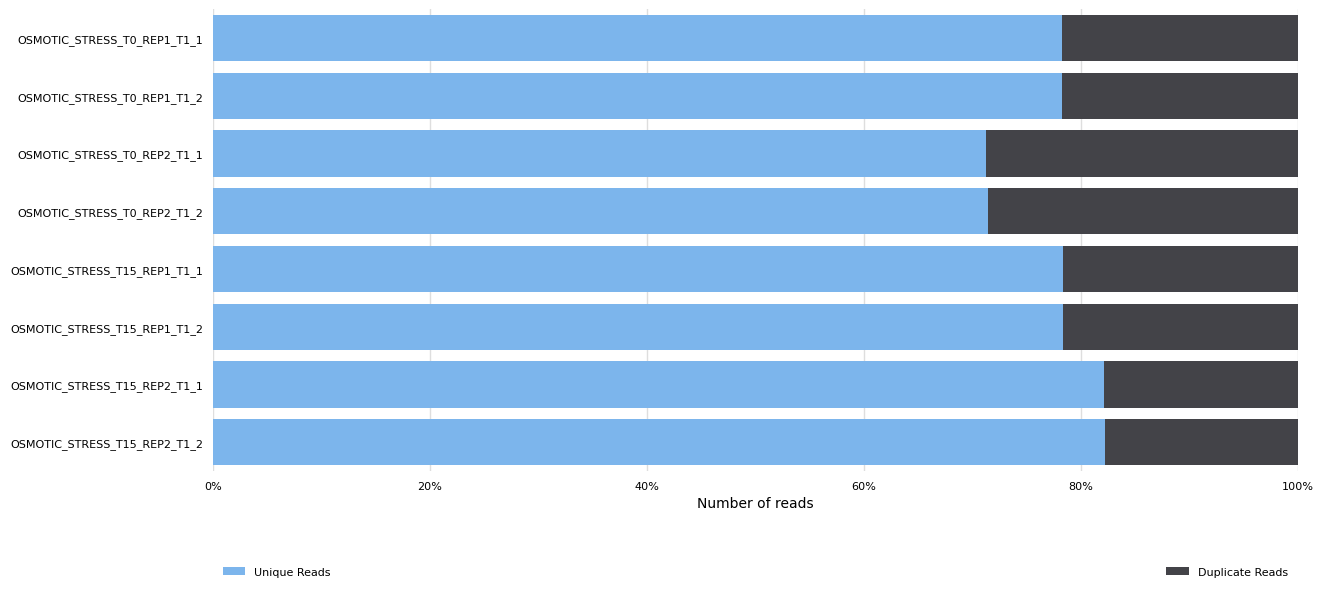 OSMOTIC_STRESS_T0_REP1_T1_1
OSMOTIC_STRESS_T0_REP1_T1_2
OSMOTIC_STRESS_T0_REP2_T1_1
OSMOTIC_STRESS_T0_REP2_T1_2
OSMOTIC_STRESS_T15_REP1_T1_1
OSMOTIC_STRESS_T15_REP1_T1_2
OSMOTIC_STRESS_T15_REP2_T1_1
OSMOTIC_STRESS_T15_REP2_T1_2
0% 20% 40% 60% 80% 100%
Number of reads
Unique Reads Duplicate Reads